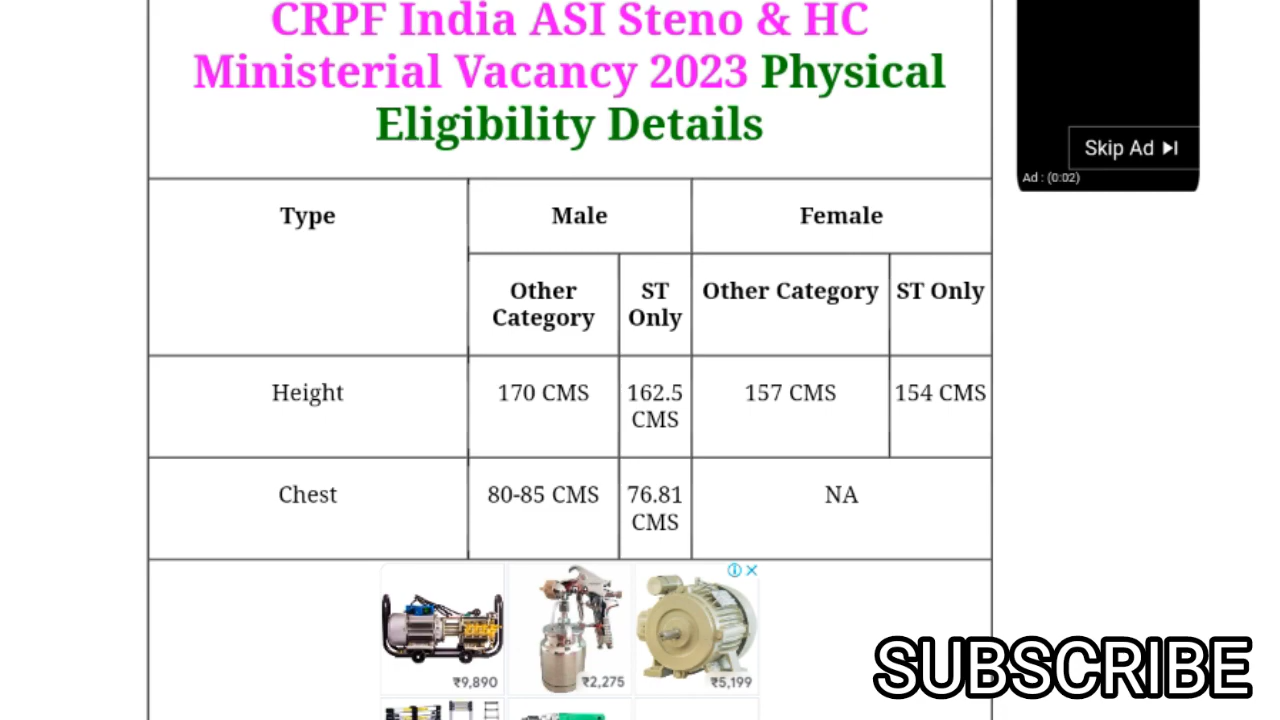 CRPF India ASI Steno & HC
Ministerial Vacancy 2023 Physical
Eligibility Details
Skip Ad
Ad : (0:02)
Type
Male
Female
Other
Category
ST
Only
Other Category
ST Only
Height
170 CMS
162.5
CMS
157 CMS
154 CMS
Chest
80-85 CMS
76.81
CMS
NA
₹9,890
₹2,275
₹5,199
SUBSCRIBE